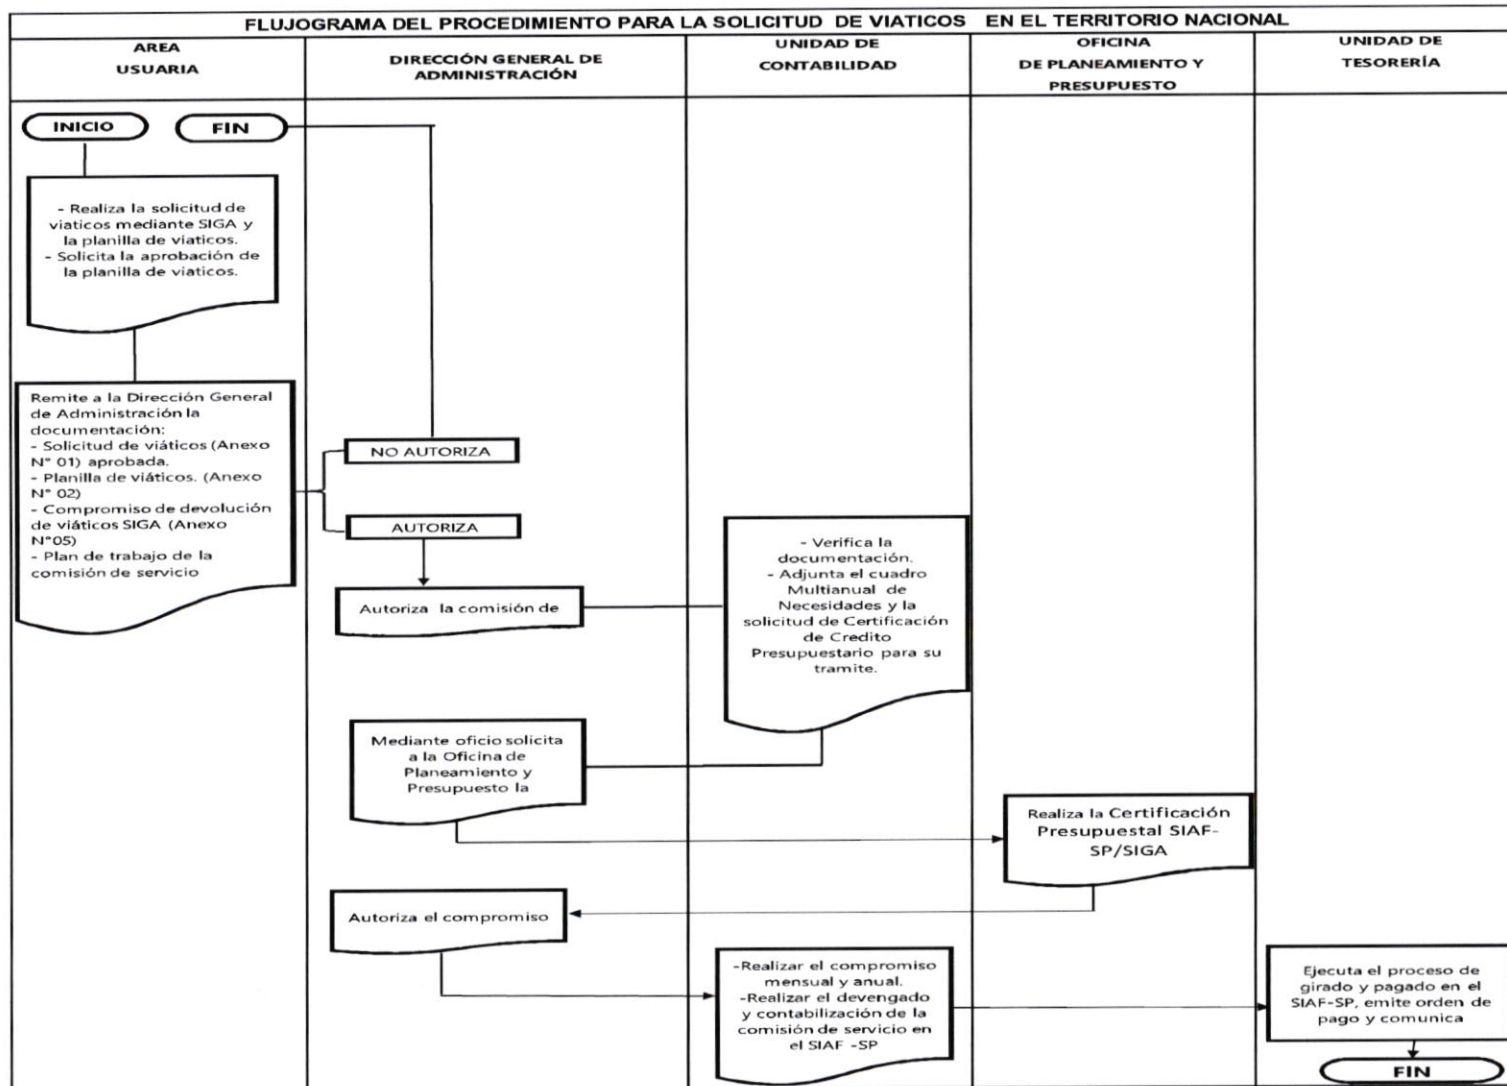 FLUJOGRAMA DEL PROCEDIMIENTO PARA LA SOLICITUD DE VIATICOS EN EL TERRITORIO NACIONAL
AREA
USUARIA
DIRECCIÓN GENERAL DE
ADMINISTRACIÓN
UNIDAD DE
CONTABILIDAD
OFICINA
DE PLANEAMIENTO Y
PRESUPUESTO
UNIDAD DE
TESORERÍA
INICIO
FIN
- Realiza la solicitud de
viaticos mediante SIGA y
la planilla de viaticos.
- Solicita la aprobación de
la planilla de viaticos.
Remite a la Dirección General
de Administración la
documentación:
- Solicitud de viáticos (Anexo
N° 01) aprobada.
- Planilla de viáticos. (Anexo
N° 02)
- Compromiso de devolución
de viáticos SIGA (Anexo
N°05)
- Plan de trabajo de la
comisión de servicio
NO AUTORIZA
AUTORIZA
Autoriza la comisión de
- Verifica la
documentación.
- Adjunta el cuadro
Multianual de
Necesidades y la
solicitud de Certificación
de Credito
Presupuestario para su
tramite.
Mediante oficio solicita
a la Oficina de
Planeamiento y
Presupuesto la
Realiza la Certificación
Presupuestal SIAF-
SP/SIGA
Autoriza el compromiso
-Realizar el compromiso
mensual y anual.
-Realizar el devengado
y contabilización de la
comisión de servicio en
el SIAF -SP
Ejecuta el proceso de
girado y pagado en el
SIAF-SP, emite orden de
pago y comunica
FIN